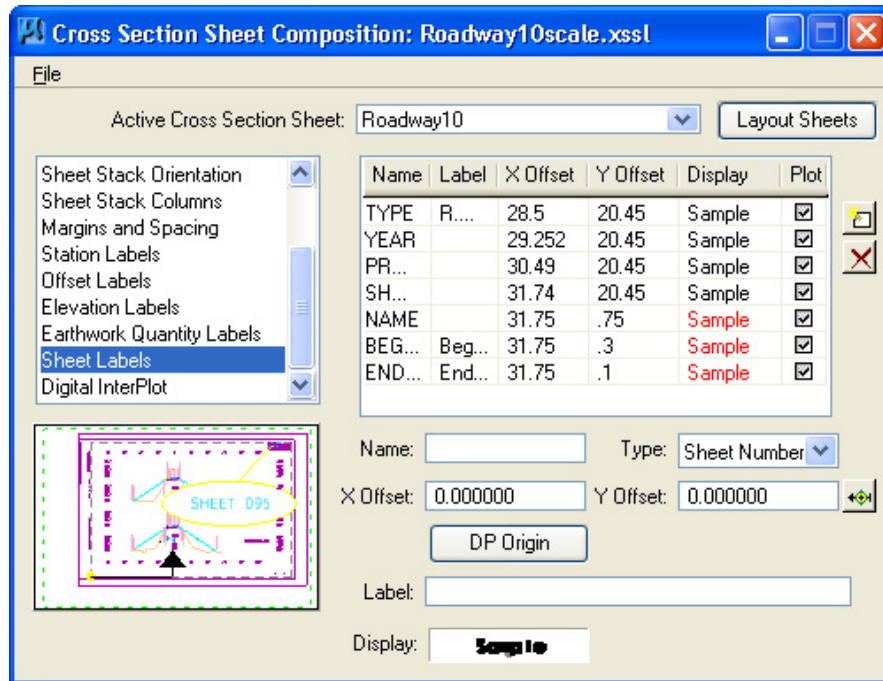 Cross Section Sheet Composition: Roadway10scale.xssl
File
Active Cross Section Sheet: Roadway10 Layout Sheets
Sheet Stack Orientation
Sheet Stack Columns
Margins and Spacing
Station Labels
Offset Labels
Elevation Labels
Earthwork Quantity Labels
Sheet Labels
Digital InterPlot
Name Label X Offset Y Offset Display Plot
TYPE R.... 28.5 20.45 Sample
YEAR 29.252 20.45 Sample
PR... 30.49 20.45 Sample
SH... 31.74 20.45 Sample
NAME 31.75 .75 Sample
BEG... Beg... 31.75 .3 Sample
END... End... 31.75 .1 Sample
SHEET 095
Name: Type: Sheet Number
X Offset: 0.000000 Y Offset: 0.000000
DP Origin
Label:
Display: Sample